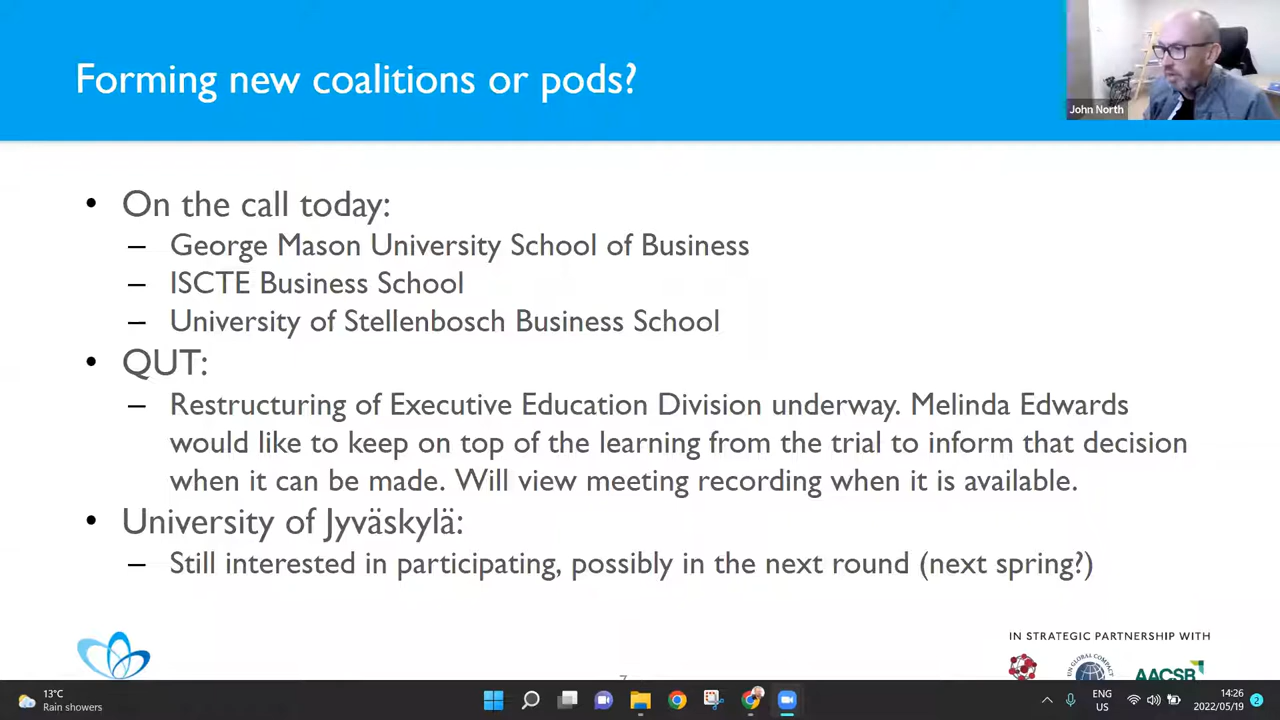 Forming new coalitions or pods?
John North
• On the call today:
– George Mason University School of Business
– ISCTE Business School
– University of Stellenbosch Business School
• QUT:
– Restructuring of Executive Education Division underway. Melinda Edwards
would like to keep on top of the learning from the trial to inform that decision
when it can be made. Will view meeting recording when it is available.
• University of Jyväskylä:
– Still interested in participating, possibly in the next round (next spring?)
IN STRATEGIC PARTNERSHIP WITH
UN GLOBAL COMPACT
AACSB
13°C
Rain showers
ENG
US
14:26
2022/05/19
2